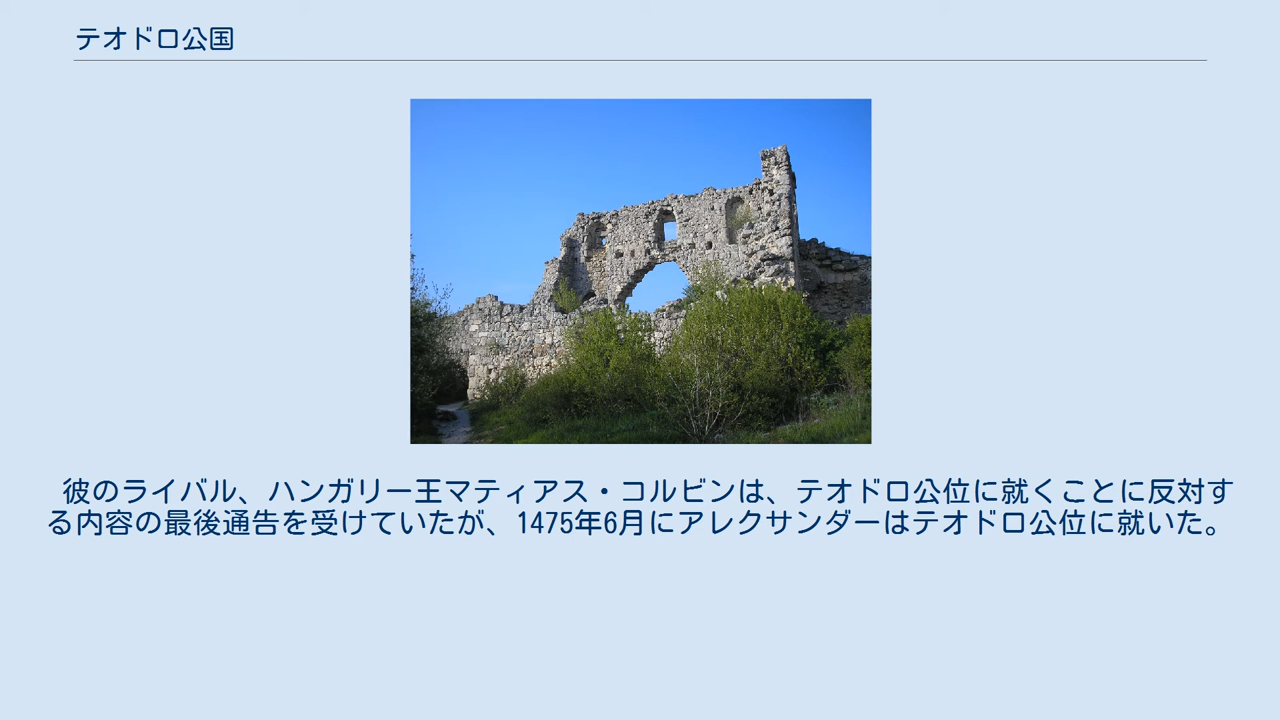 テオドロ公国
彼のライバル、ハンガリー王マティアス・コルビンは、テオドロ公位に就くことに反対す
る内容の最後通告を受けていたが、1475年6月にアレクサンダーはテオドロ公位に就いた。